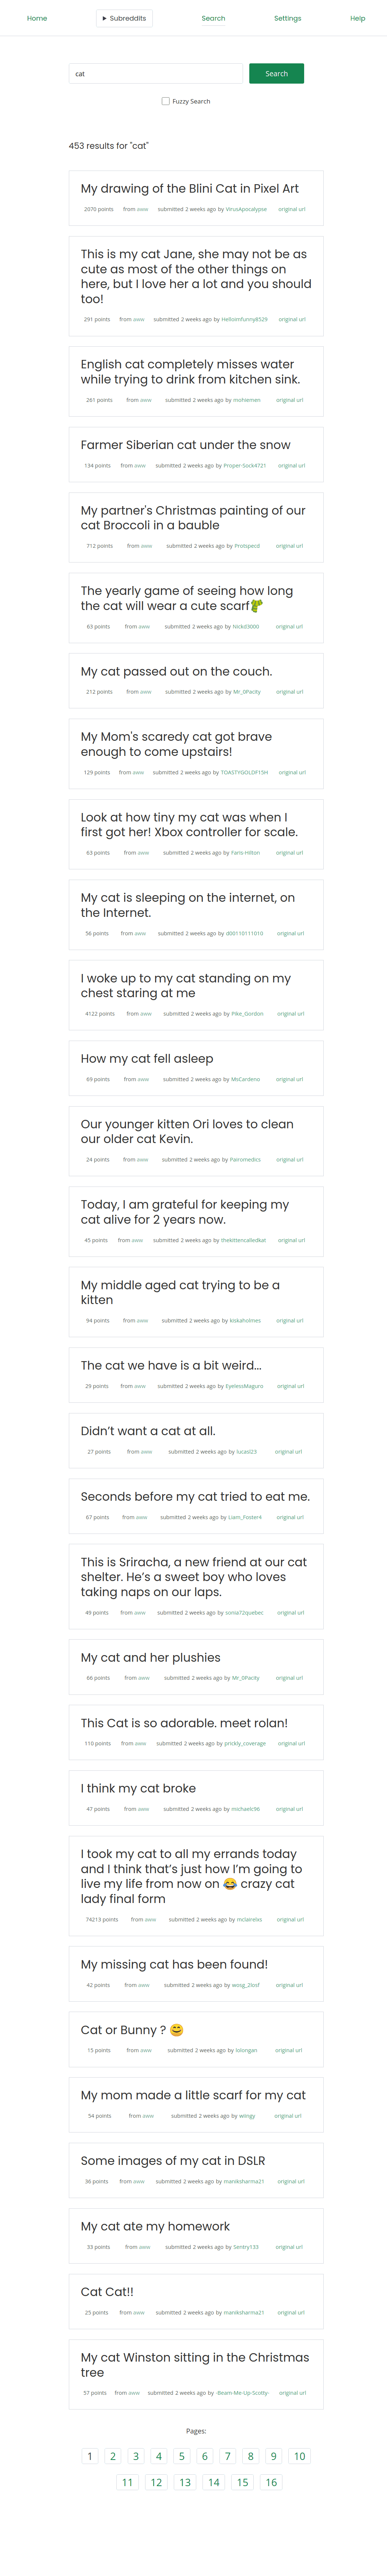 Home
▶ Subreddits
Search
Settings
Help
cat
Search
Fuzzy Search
453 results for "cat"
My drawing of the Blini Cat in Pixel Art
2070 points from aww submitted 2 weeks ago by VirusApocalypse original url
This is my cat Jane, she may not be as
cute as most of the other things on
here, but I love her a lot and you should
too!
291 points from aww submitted 2 weeks ago by Helloimfunny8529 original url
English cat completely misses water
while trying to drink from kitchen sink.
261 points from aww submitted 2 weeks ago by mohiemen original url
Farmer Siberian cat under the snow
134 points from aww submitted 2 weeks ago by Proper-Sock4721 original url
My partner's Christmas painting of our
cat Broccoli in a bauble
712 points from aww submitted 2 weeks ago by Prolspecit original url
The yearly game of seeing how long
the cat will wear a cute scarf🧣
63 points from aww submitted 2 weeks ago by Nickd3000 original url
My cat passed out on the couch.
212 points from aww submitted 2 weeks ago by Mr_0Pacity original url
My Mom's scaredy cat got brave
enough to come upstairs!
129 points from aww submitted 2 weeks ago by TOASTYGOLDF15H original url
Look at how tiny my cat was when I
first got her! Xbox controller for scale.
63 points from aww submitted 2 weeks ago by Faris-Hilton original url
My cat is sleeping on the internet, on
the Internet.
56 points from aww submitted 2 weeks ago by d00110111010 original url
I woke up to my cat standing on my
chest staring at me
4122 points from aww submitted 2 weeks ago by Pike_Gordon original url
How my cat fell asleep
69 points from aww submitted 2 weeks ago by MsCardeno original url
Our younger kitten Ori loves to clean
our older cat Kevin.
24 points from aww submitted 2 weeks ago by Pairomedics original url
Today, I am grateful for keeping my
cat alive for 2 years now.
45 points from aww submitted 2 weeks ago by thekittencalledkat original url
My middle aged cat trying to be a
kitten
94 points from aww submitted 2 weeks ago by kiskaholmes original url
The cat we have is a bit weird...
29 points from aww submitted 2 weeks ago by EyelessMaguro original url
Didn’t want a cat at all.
27 points from aww submitted 2 weeks ago by lucasl23 original url
Seconds before my cat tried to eat me.
67 points from aww submitted 2 weeks ago by Liam_Foster4 original url
This is Sriracha, a new friend at our cat
shelter. He’s a sweet boy who loves
taking naps on our laps.
49 points from aww submitted 2 weeks ago by sonia72quebec original url
My cat and her plushies
66 points from aww submitted 2 weeks ago by Mr_0Pacity original url
This Cat is so adorable. meet rolan!
110 points from aww submitted 2 weeks ago by prickly_coverage original url
I think my cat broke
47 points from aww submitted 2 weeks ago by michaelc96 original url
I took my cat to all my errands today
and I think that’s just how I’m going to
live my life from now on 😂 crazy cat
lady final form
74213 points from aww submitted 2 weeks ago by mclairelas original url
My missing cat has been found!
42 points from aww submitted 2 weeks ago by original url
Cat or Bunny ? 😊
15 points from aww submitted 2 weeks ago by lolongan original url
My mom made a little scarf for my cat
54 points from aww submitted 2 weeks ago by wimgy original url
Some images of my cat in DSLR
36 points from aww submitted 2 weeks ago by maniksharma21 original url
My cat ate my homework
33 points from aww submitted 2 weeks ago by Sentry133 original url
Cat Cat!!
25 points from aww submitted 2 weeks ago by maniksharma21 original url
My cat Winston sitting in the Christmas
tree
57 points from aww submitted 2 weeks ago by -Beam-Me-Up-Scotty- original url
Pages:
1 2 3 4 5 6 7 8 9 10
11 12 13 14 15 16